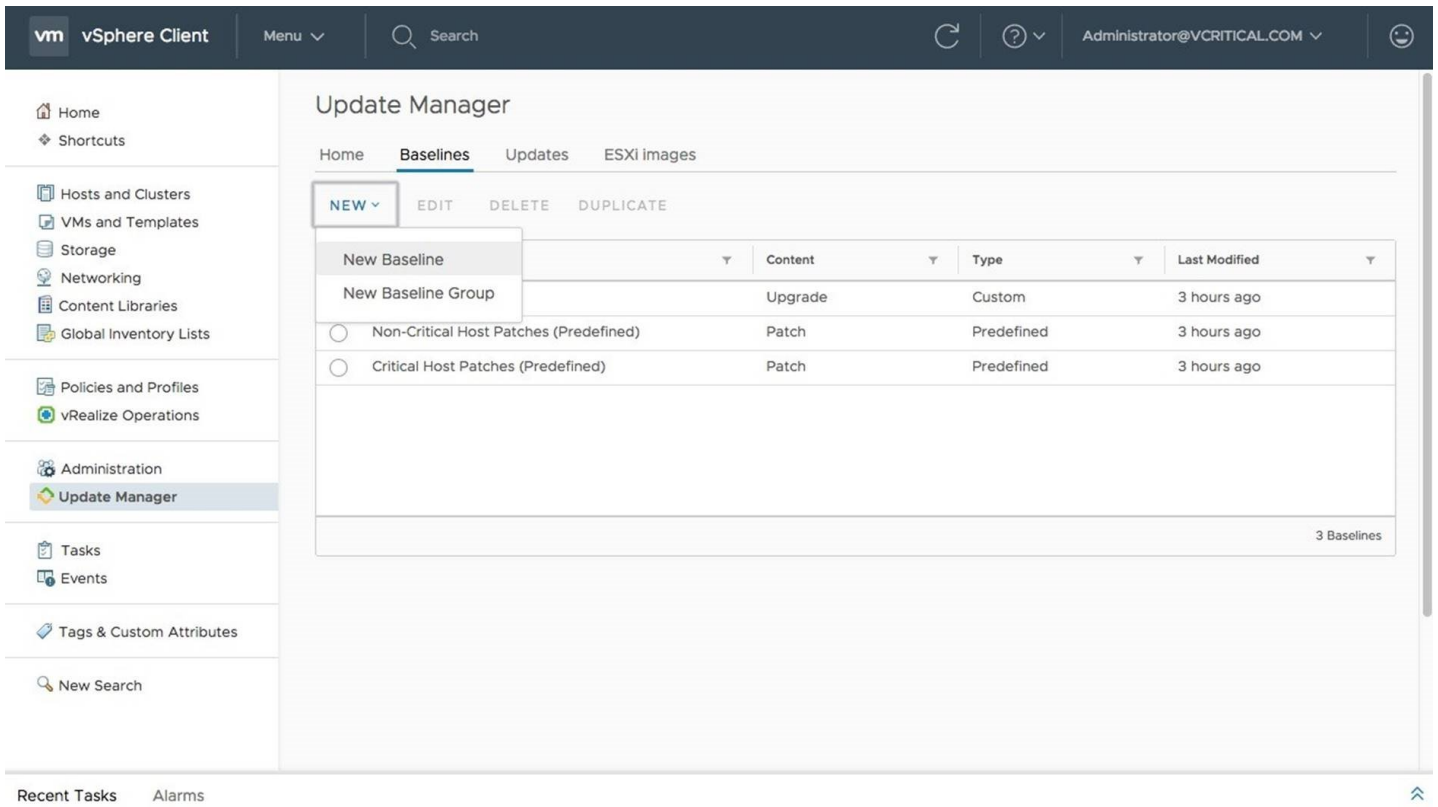 vm vSphere Client Menu Search Administrator@VCRITICAL.COM
Home
Shortcuts
Hosts and Clusters
VMs and Templates
Storage
Networking
Content Libraries
Global Inventory Lists
Policies and Profiles
vRealize Operations
Administration
Update Manager
Tasks
Events
Tags & Custom Attributes
New Search
Update Manager
Home Baselines Updates ESXi images
NEW EDIT DELETE DUPLICATE
New Baseline
New Baseline Group
Content Type Last Modified
Upgrade Custom 3 hours ago
Non-Critical Host Patches (Predefined) Patch Predefined 3 hours ago
Critical Host Patches (Predefined) Patch Predefined 3 hours ago
3 Baselines
Recent Tasks Alarms